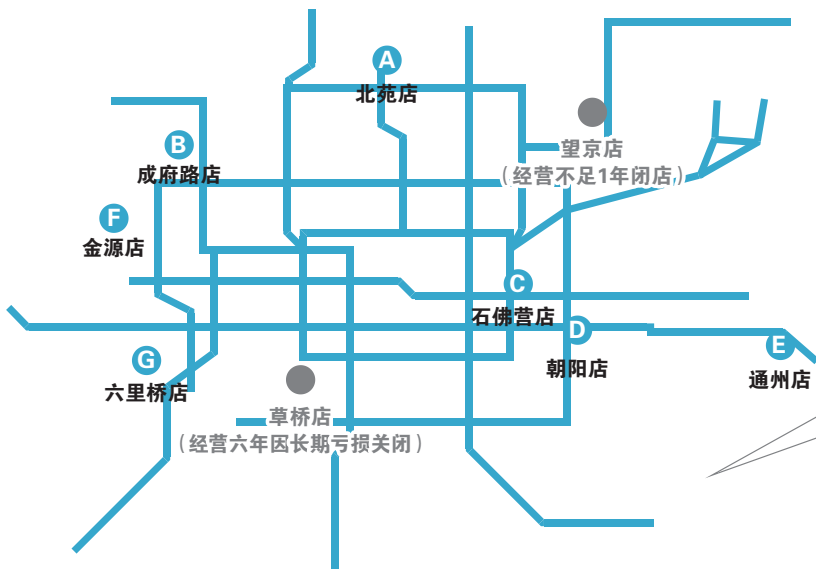 A
北苑店
望京店
（经营不足1年闭店）
B
成府路店
F
金源店
C
石佛营店
D
朝阳店
E
通州店
G
六里桥店
草桥店
（经营六年因长期亏损关闭）